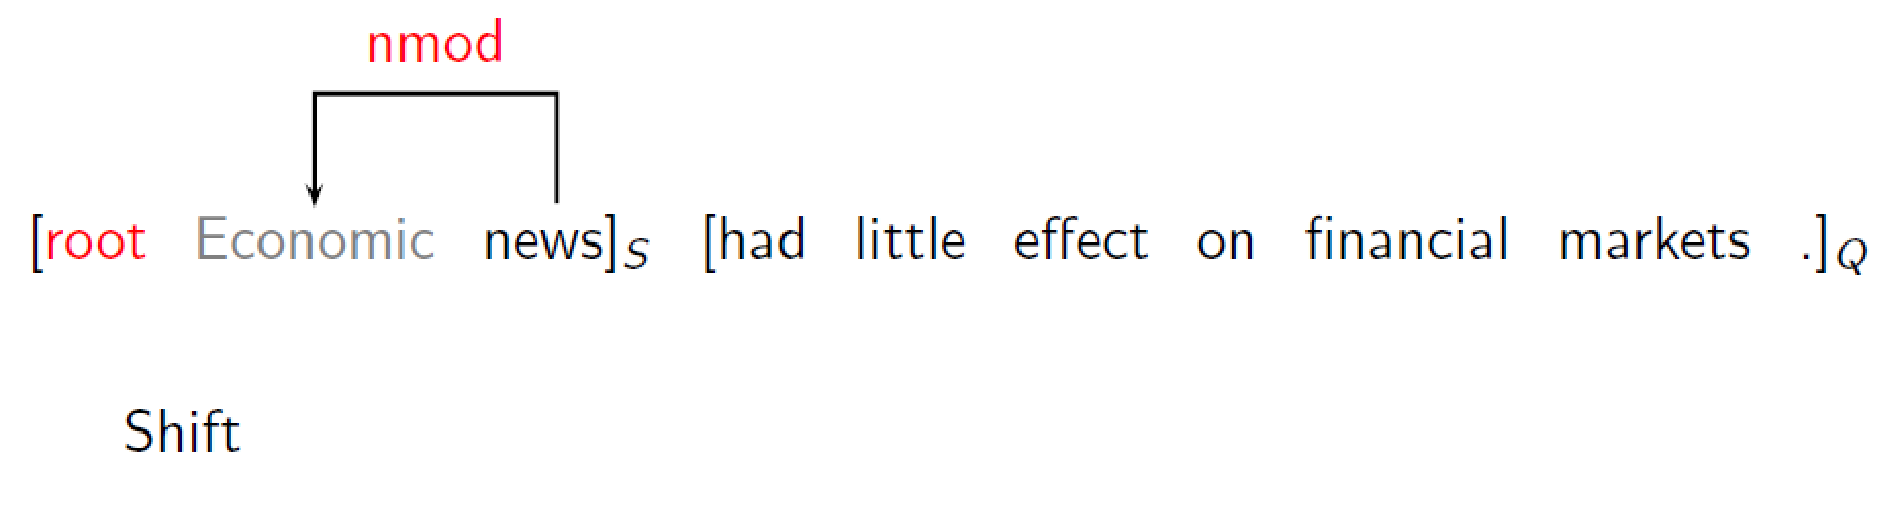 nmod
[root Economic news]S [had little effect on financial markets .]Q
Shift